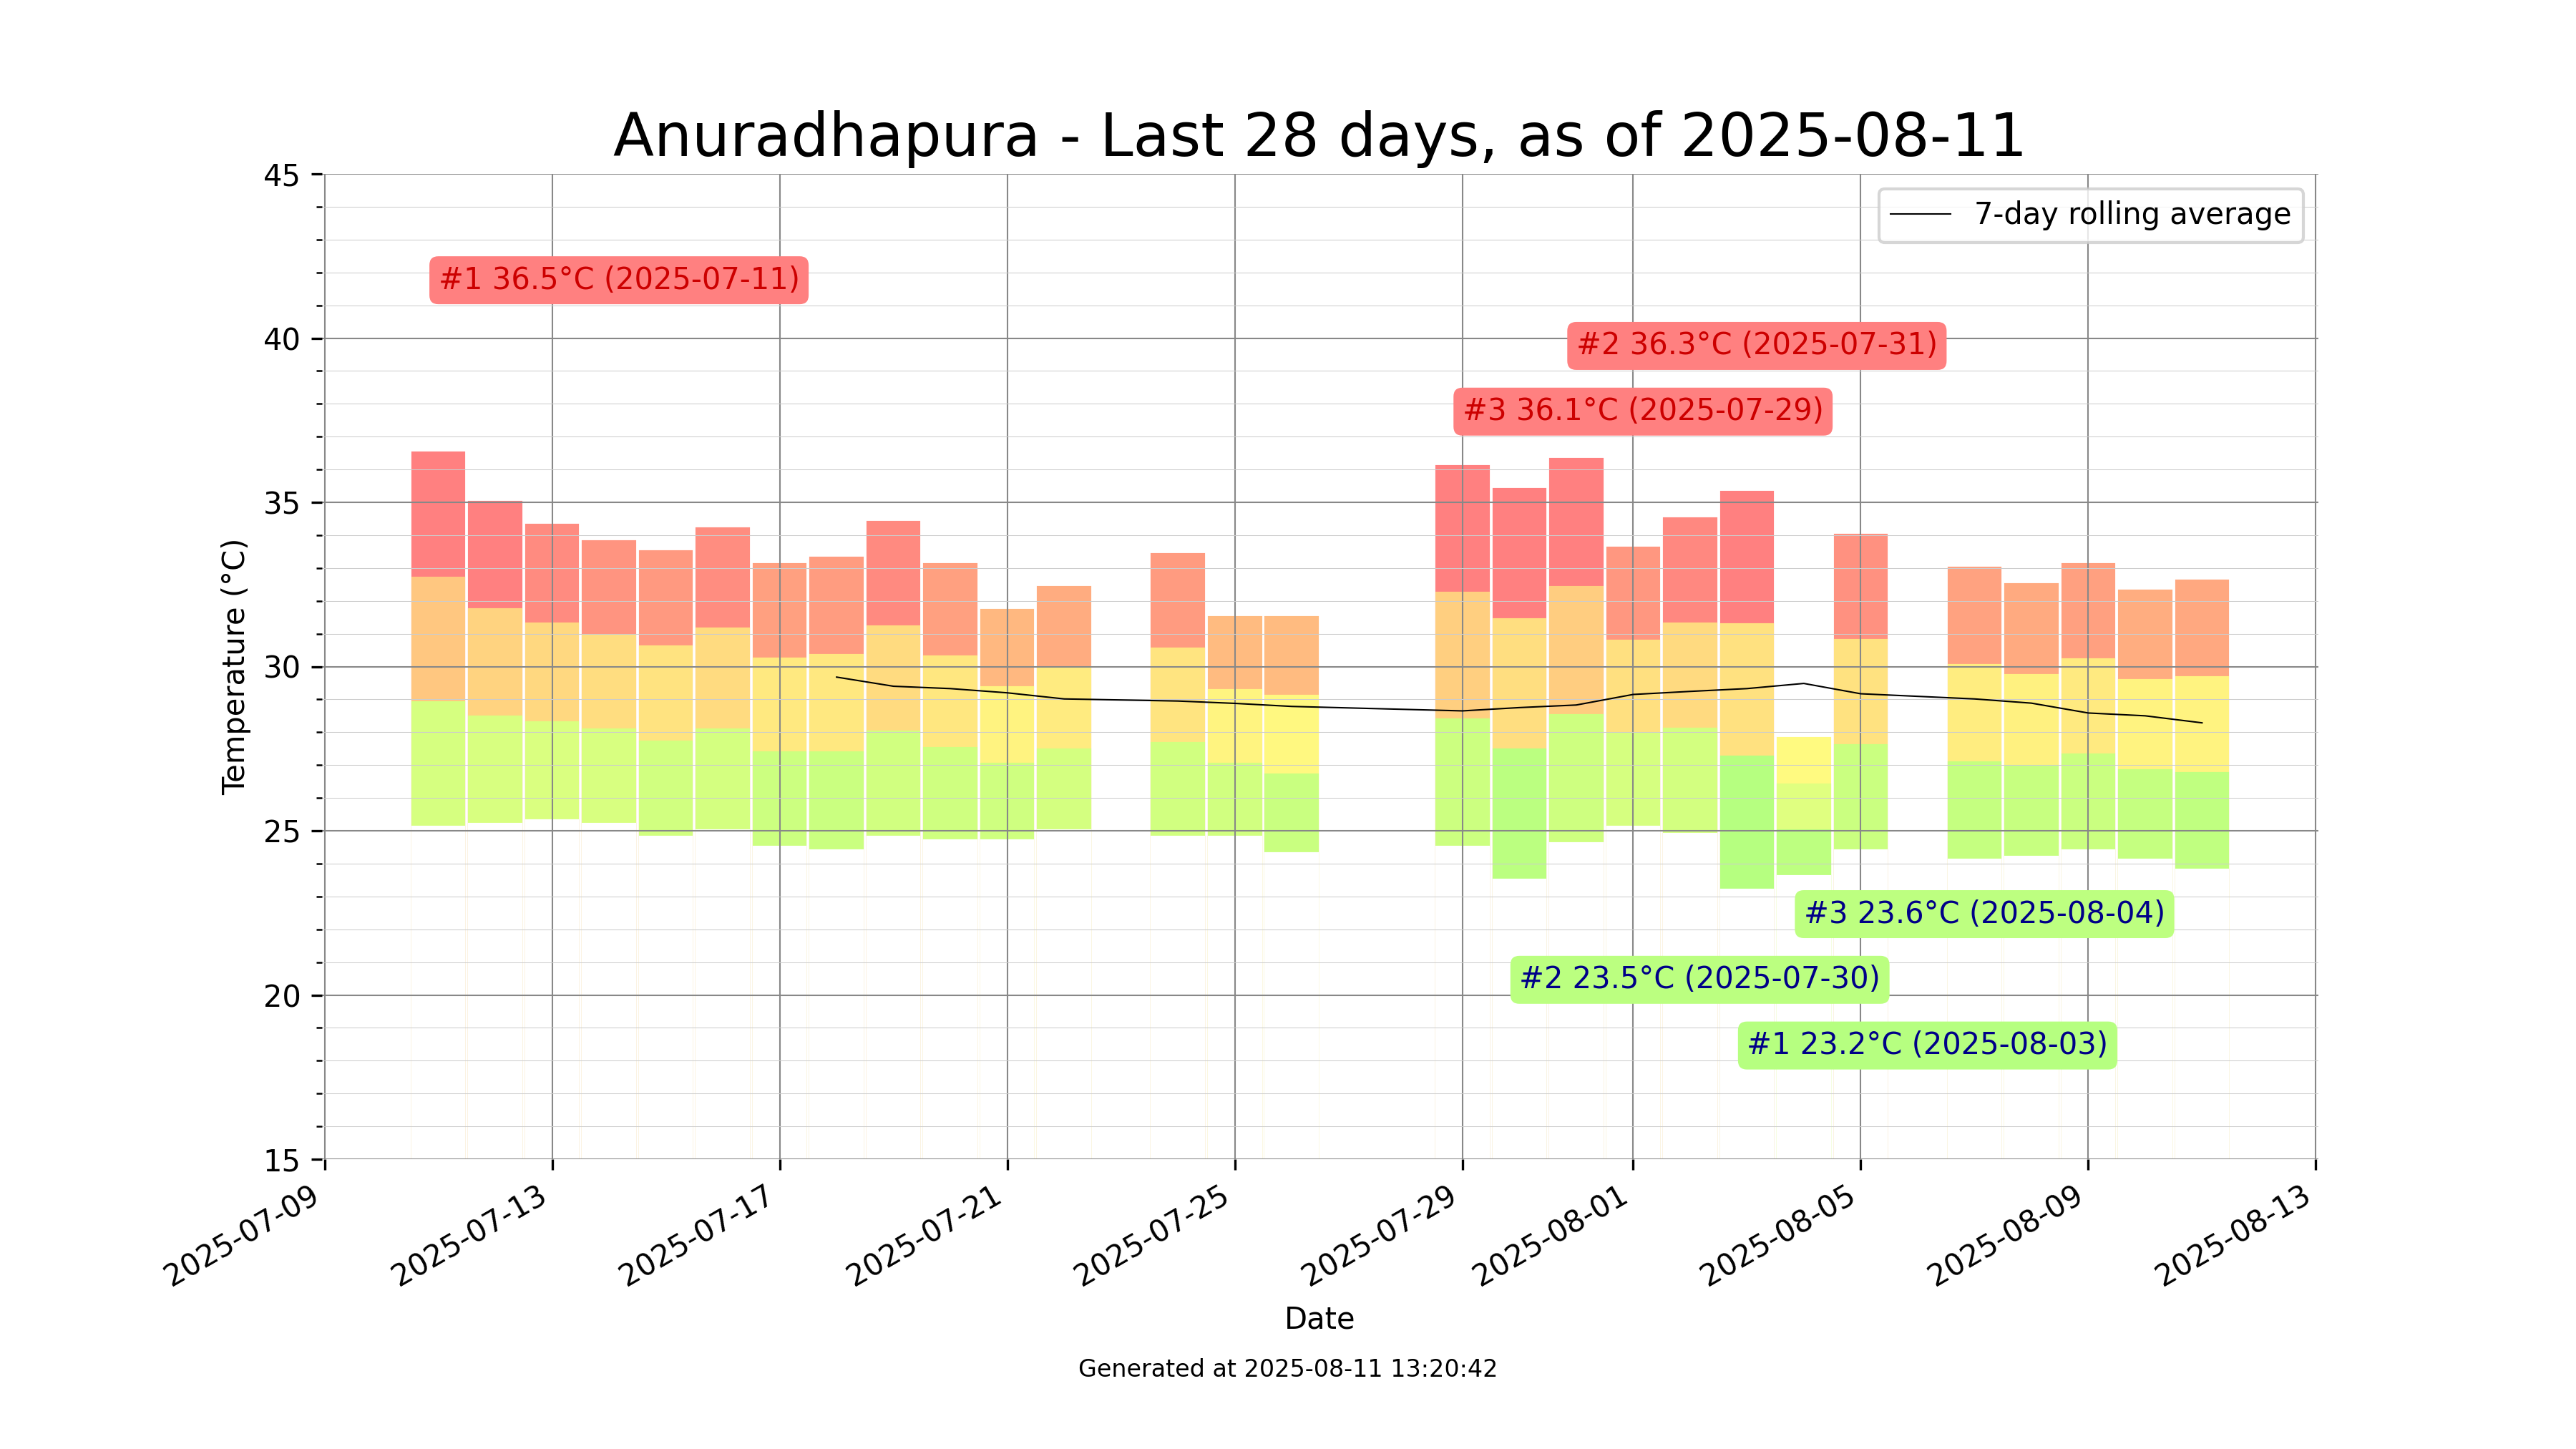 Anuradhapura - Last 28 days, as of 2025-08-11
7-day rolling average
#1 36.5°C (2025-07-11)
#2 36.3°C (2025-07-31)
#3 36.1°C (2025-07-29)
#3 23.6°C (2025-08-04)
#2 23.5°C (2025-07-30)
#1 23.2°C (2025-08-03)
Temperature (°C)
45
40
35
30
25
20
15
2025-07-09
2025-07-13
2025-07-17
2025-07-21
2025-07-25
2025-07-29
2025-08-01
2025-08-05
2025-08-09
2025-08-13
Date
Generated at 2025-08-11 13:20:42